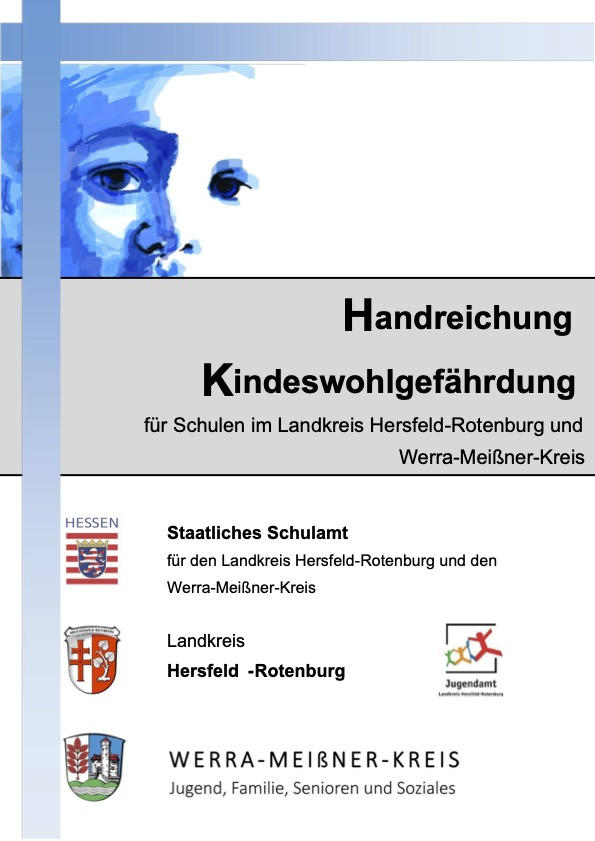 Handreichung
Kindeswohlgefährdung
für Schulen im Landkreis Hersfeld-Rotenburg und
Werra-Meißner-Kreis
HESSEN
Staatliches Schulamt
für den Landkreis Hersfeld-Rotenburg und den
Werra-Meißner-Kreis
Landkreis
Hersfeld -Rotenburg
Jugendamt
Landkreis Hersfeld-Rotenburg
WERRA-MEIßNER-KREIS
Jugend, Familie, Senioren und Soziales